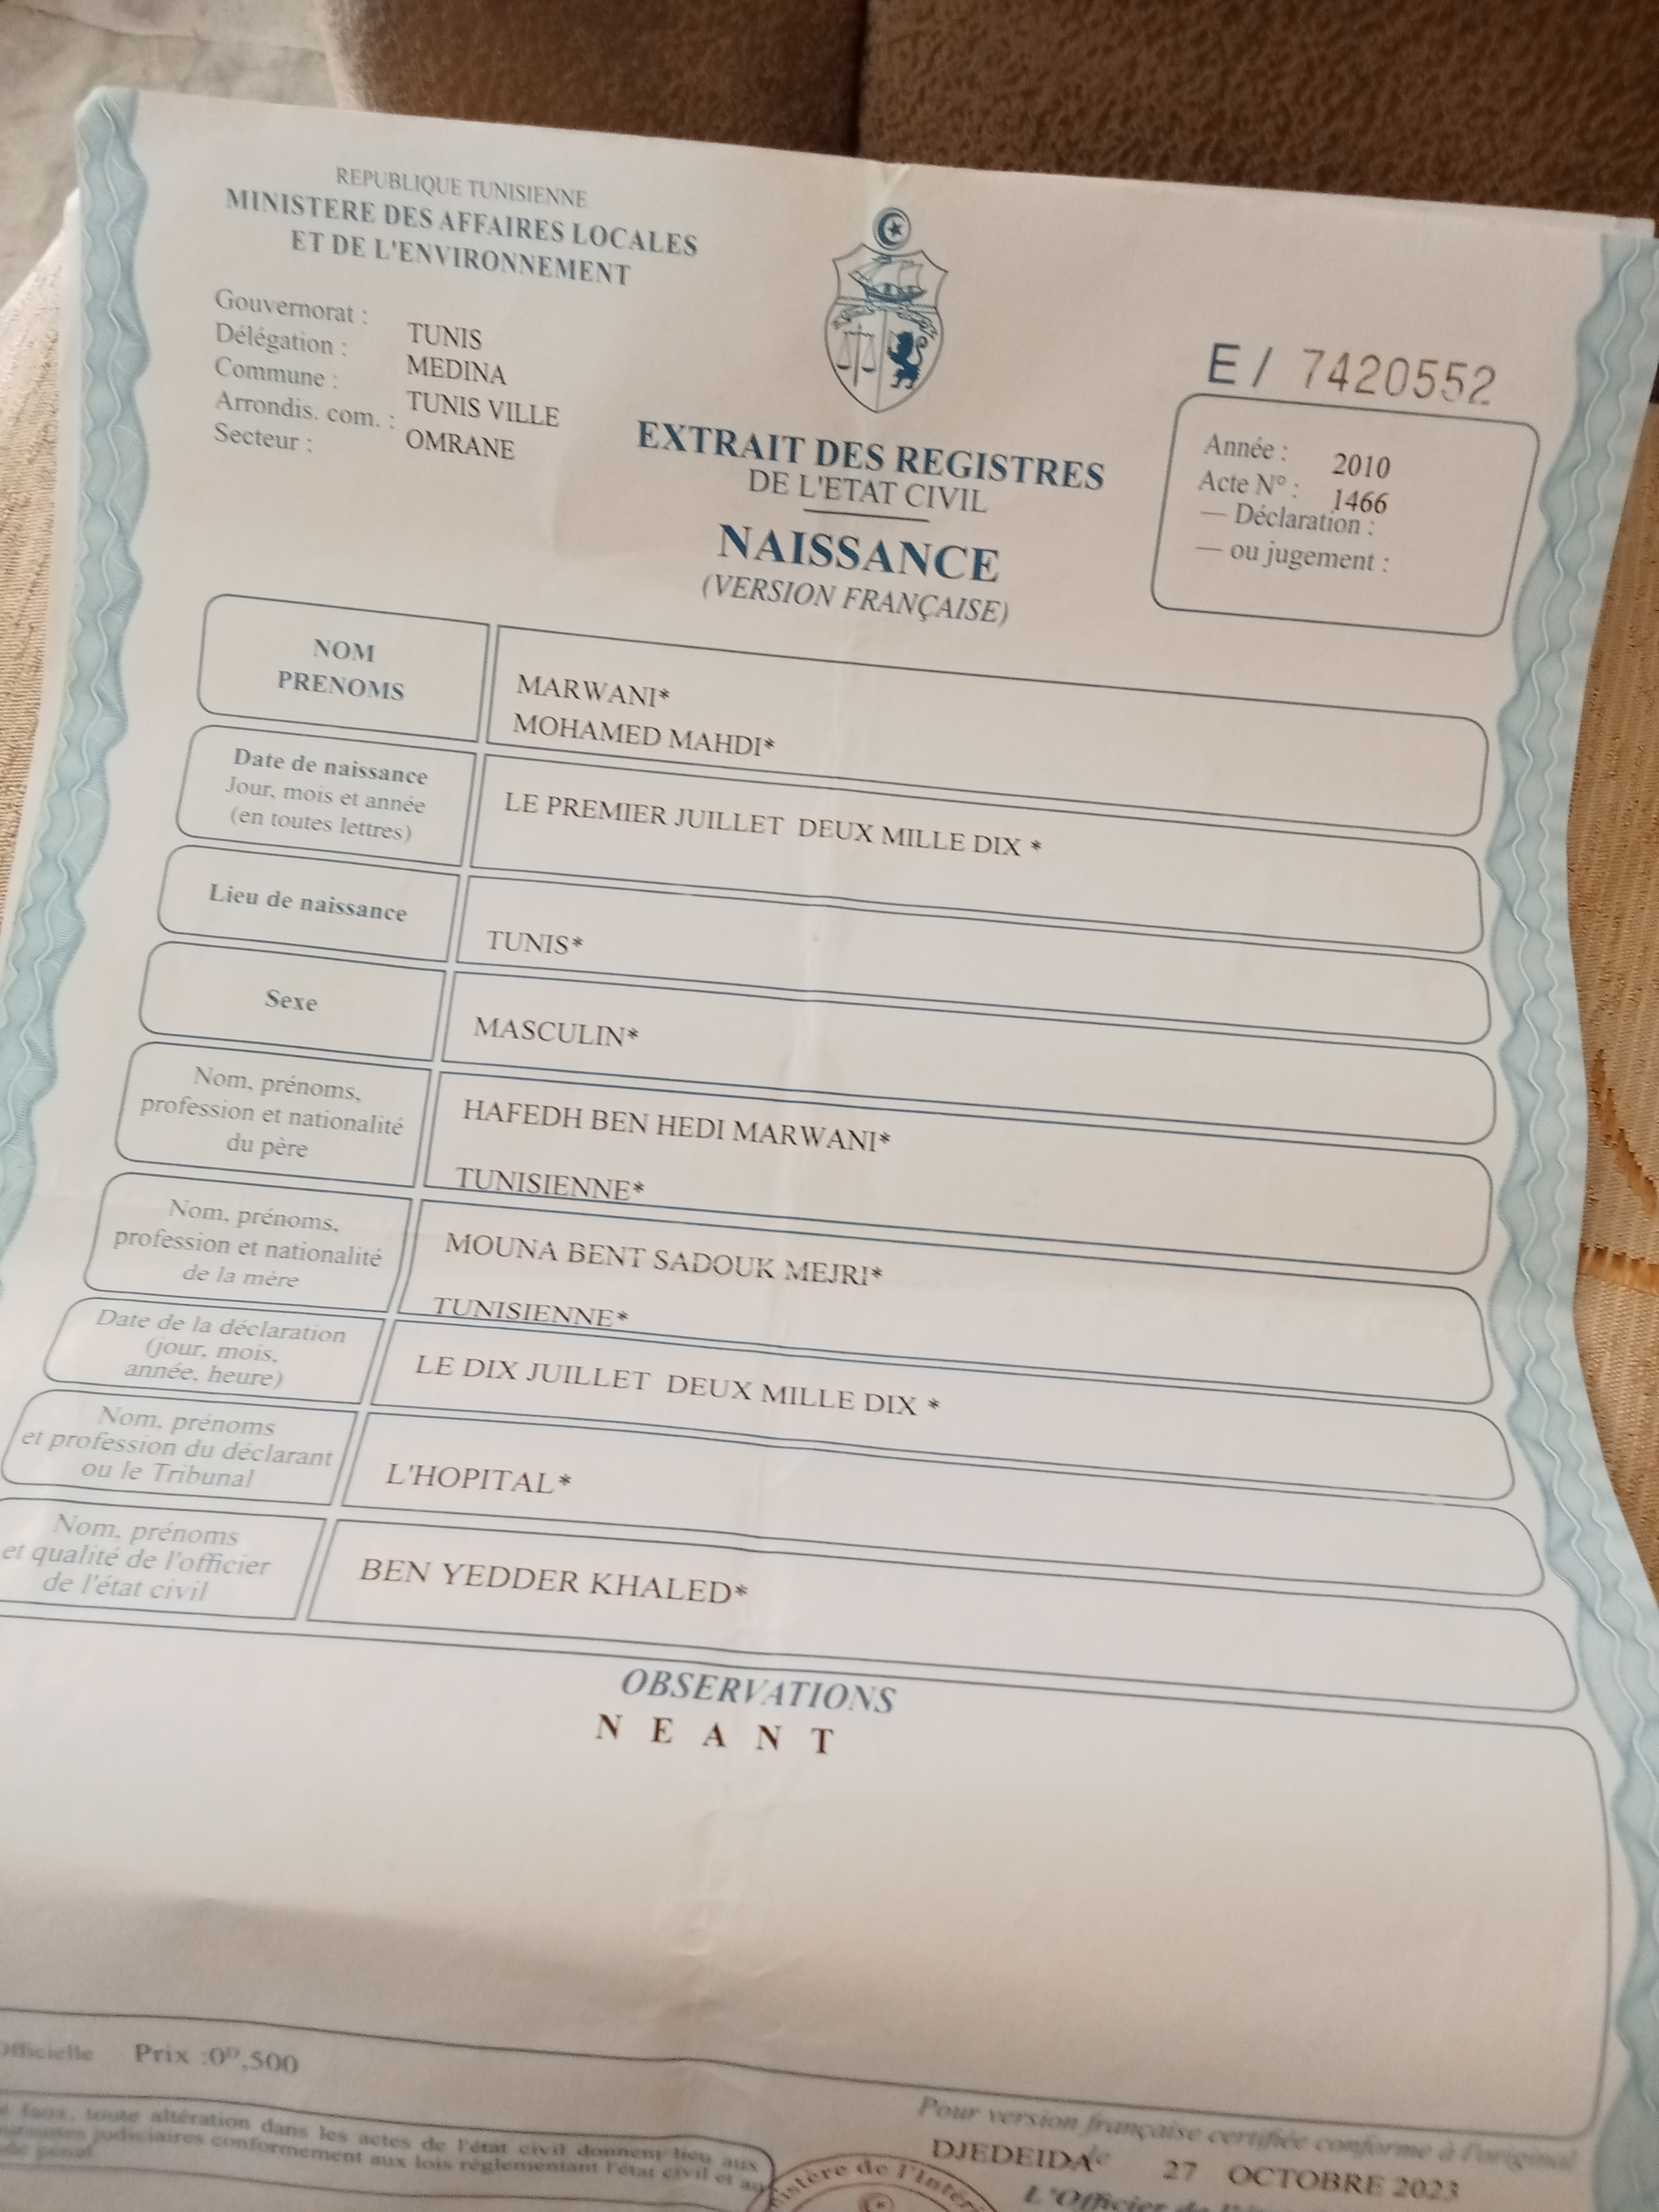 REPUBLIQUE TUNISIENNE
MINISTERE DES AFFAIRES LOCALES
ET DE L'ENVIRONNEMENT
Gouvernorat : TUNIS
Délégation : MEDINA
Commune : TUNIS VILLE
Arrondis. com. : OMRANE
Secteur :
E / 7420552
Année : 2010
Acte N° : 1466
— Déclaration :
— ou jugement :
EXTRAIT DES REGISTRES
DE L'ETAT CIVIL
NAISSANCE
(VERSION FRANÇAISE)
NOM
PRENOMS
MARWANI*
MOHAMED MAHDI*
Date de naissance
Jour, mois et année
(en toutes lettres)
LE PREMIER JUILLET DEUX MILLE DIX *
Lieu de naissance
TUNIS*
Sexe
MASCULIN*
Nom, prénoms,
profession et nationalité
du père
HAFEDH BEN HEDI MARWANI*
TUNISIENNE*
Nom, prénoms,
profession et nationalité
de la mère
MOUNA BENT SADOUK MEJRI*
TUNISIENNE*
Date de la déclaration
(jour, mois,
année, heure)
LE DIX JUILLET DEUX MILLE DIX *
Nom, prénoms
et profession du déclarant
ou le Tribunal
L'HOPITAL*
Nom, prénoms
et qualité de l'officier
de l'état civil
BEN YEDDER KHALED*
OBSERVATIONS
N E A N T
Officielle Prix :0ᴰ,500
faux, toute altération dans les actes de l'état civil donnent lieu aux
judiciaires conformement aux lois réglementant l'état civil et au
pénal
Pour version française certifiée conforme à l'original
DJEDEIDA le 27 OCTOBRE 2023
L'Officier de